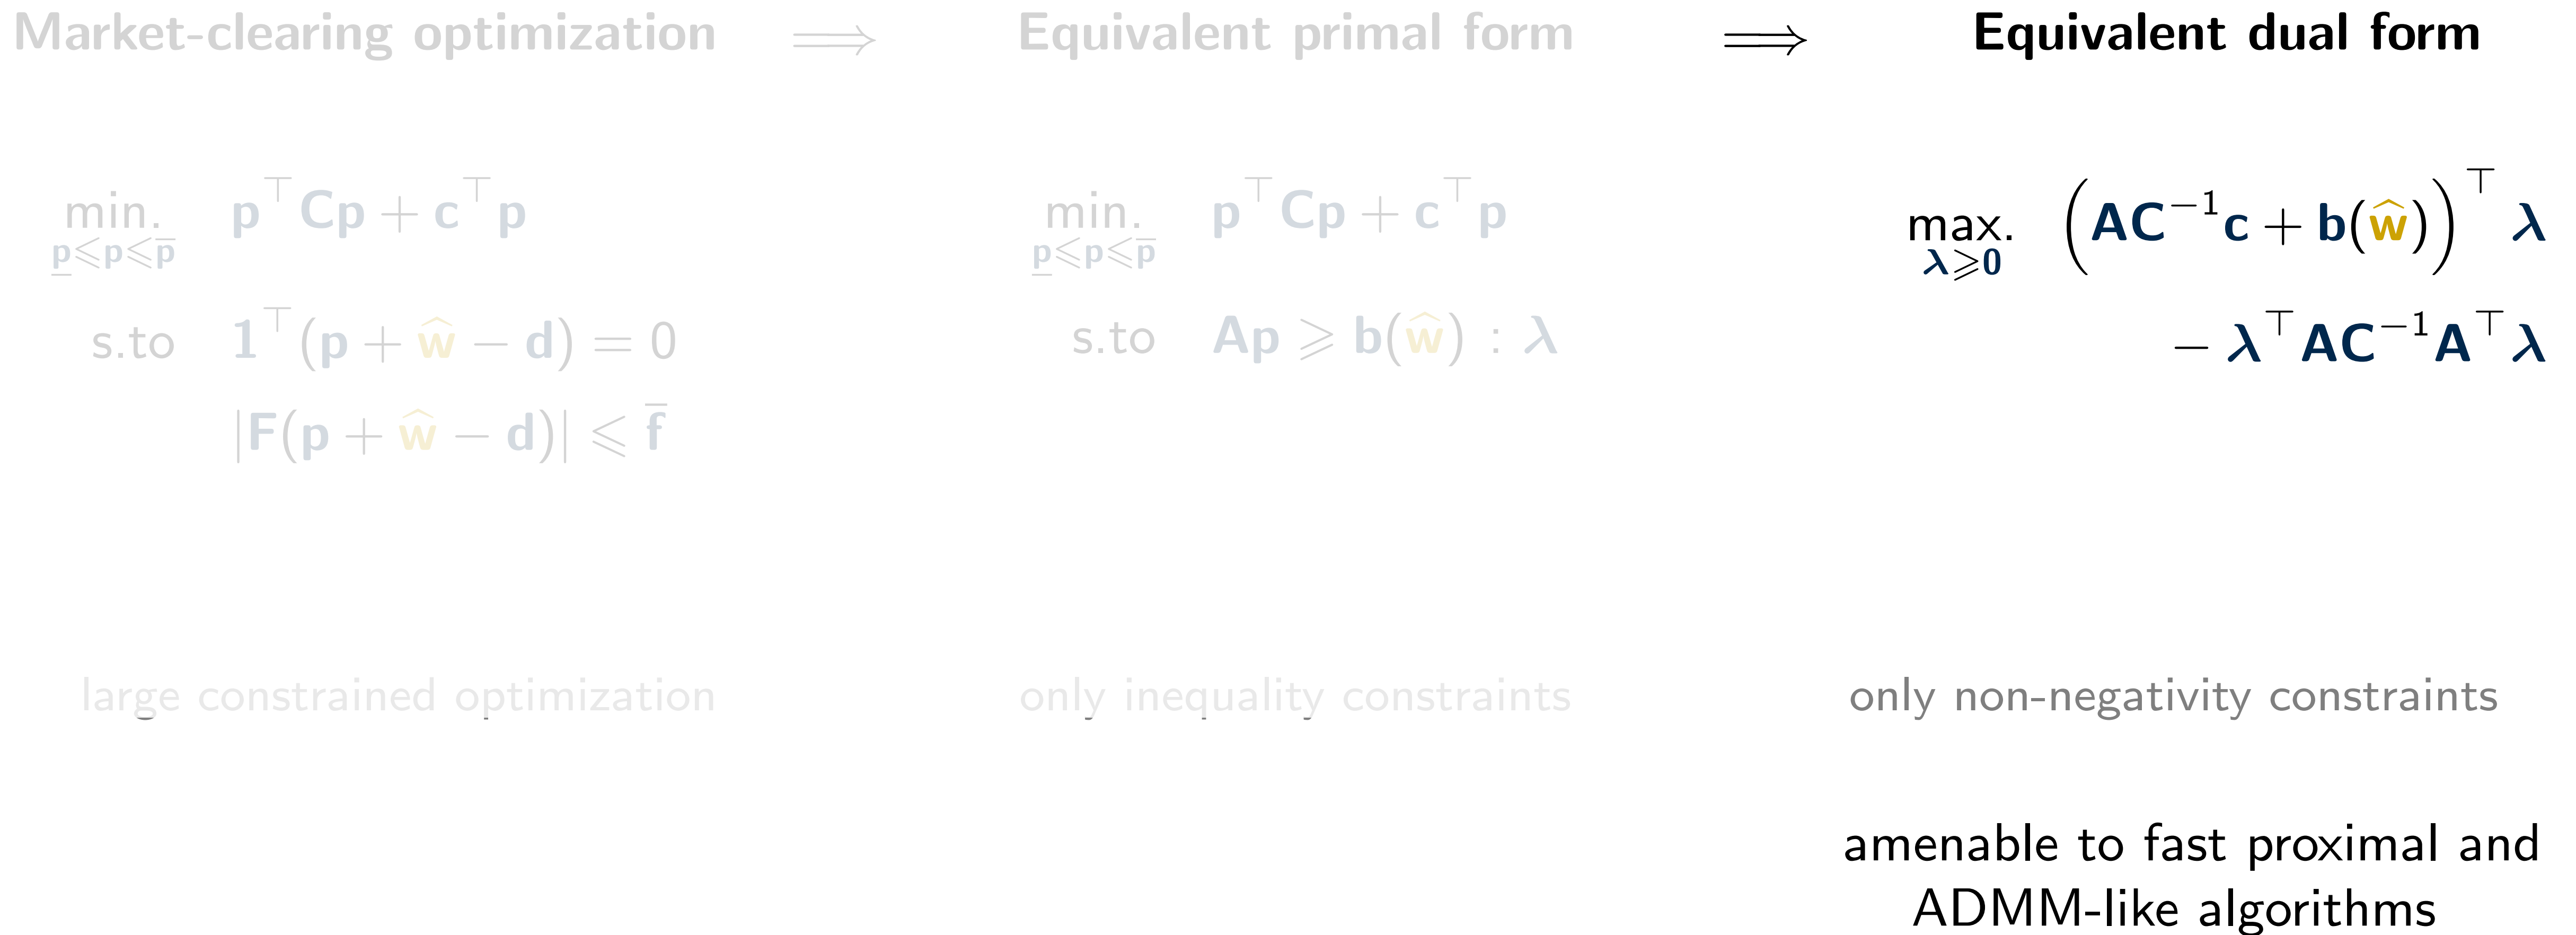 Market-clearing optimization ⟹ Equivalent primal form ⟹ Equivalent dual form
min. p⊤Cp + c⊤p
p̲⩽p⩽p̅
s.to 1⊤(p + ŵ − d) = 0
|F(p + ŵ − d)| ⩽ f̅
min. p⊤Cp + c⊤p
p̲⩽p⩽p̅
s.to Ap ⩾ b(ŵ) : λ
max. (AC⁻¹c + b(ŵ))⊤ λ
λ⩾0
− λ⊤AC⁻¹A⊤λ
large constrained optimization
only inequality constraints
only non-negativity constraints
amenable to fast proximal and
ADMM-like algorithms